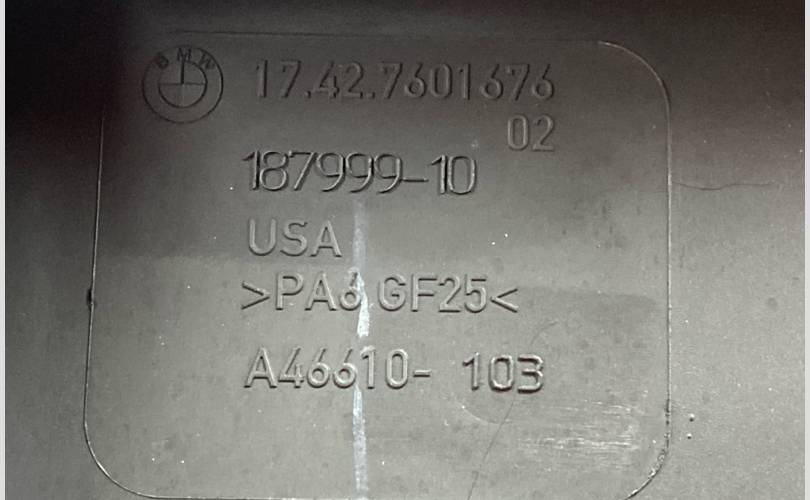 BMW
17.42.7601676
02
187999-10
USA
>PA6 GF25<
A46610- 103